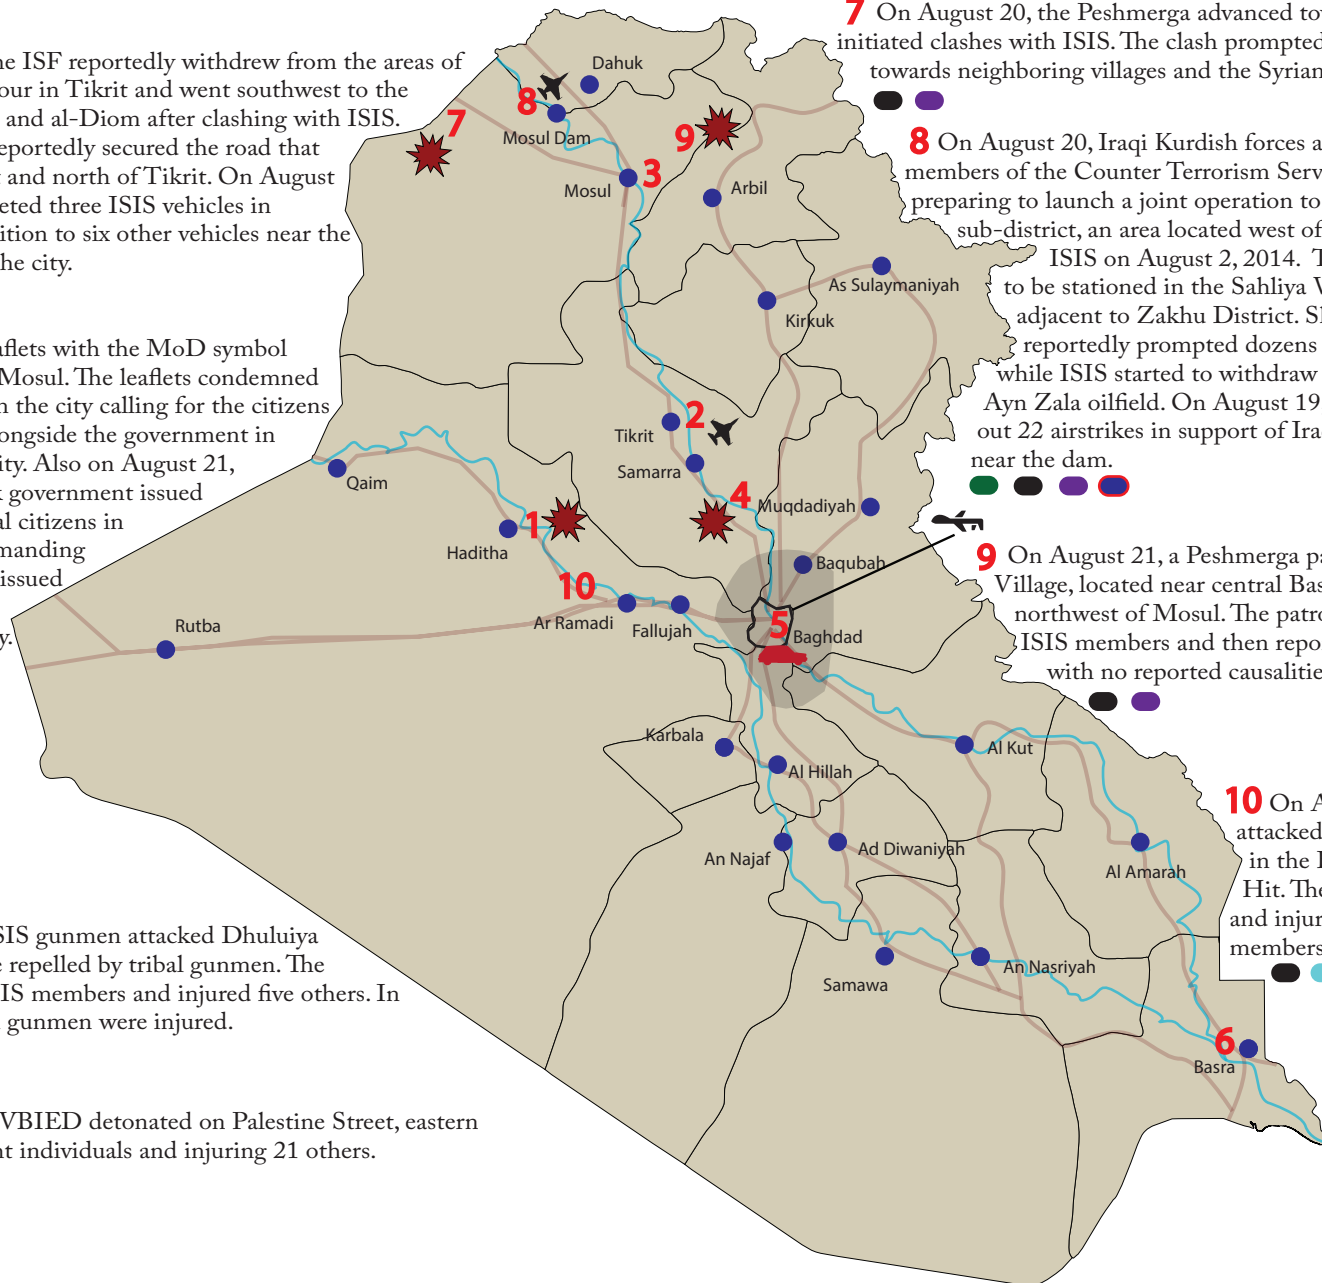 he ISF reportedly withdrew from the areas of
our in Tikrit and went southwest to the
and al-Diom after clashing with ISIS.
eportedly secured the road that
t and north of Tikrit. On August
eted three ISIS vehicles in
ition to six other vehicles near the
he city.
aflets with the MoD symbol
Mosul. The leaflets condemned
n the city calling for the citizens
ongside the government in
ity. Also on August 21,
k government issued
al citizens in
manding
issued
y.
SIS gunmen attacked Dhuluiya
e repelled by tribal gunmen. The
IS members and injured five others. In
gunmen were injured.
VBIED detonated on Palestine Street, eastern
nt individuals and injuring 21 others.
Dahuk
8
Mosul Dam
7
9
Mosul
3
Arbil
As Sulaymaniyah
Kirkuk
2
Tikrit
Samarra
4
Muqdadiyah
Qaim
1
Haditha
Baqubah
10
Ar Ramadi
Fallujah
5
Baghdad
Rutba
Karbala
Al Hillah
Al Kut
An Najaf
Ad Diwaniyah
Al Amarah
Samawa
An Nasriyah
6
Basra
7 On August 20, the Peshmerga advanced to
initiated clashes with ISIS. The clash prompted
towards neighboring villages and the Syrian
8 On August 20, Iraqi Kurdish forces a
members of the Counter Terrorism Serv
preparing to launch a joint operation to
sub-district, an area located west of
ISIS on August 2, 2014. T
to be stationed in the Sahliya V
adjacent to Zakhu District. Sh
reportedly prompted dozens
while ISIS started to withdraw
Ayn Zala oilfield. On August 19
out 22 airstrikes in support of Ira
near the dam.
9 On August 21, a Peshmerga pa
Village, located near central Bas
northwest of Mosul. The patro
ISIS members and then repo
with no reported causalitie
10 On A
attacked
in the
Hit. The
and injur
members